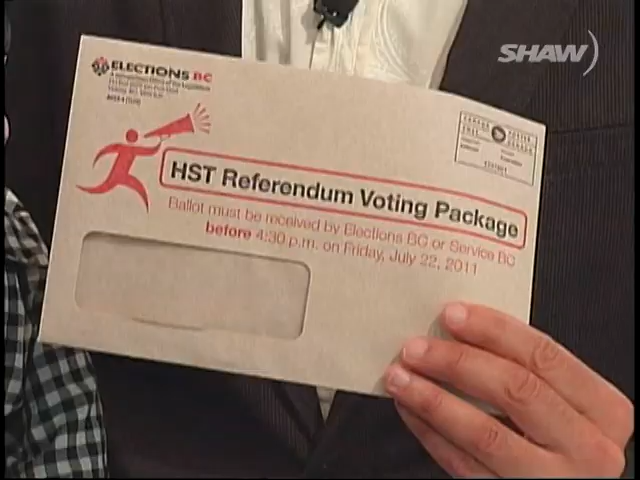 SHAW)
ELECTIONS BC
HST Referendum Voting Package
Ballot must be received by Elections BC or Service BC
before 4:30 p.m. on Friday, July 22, 2011